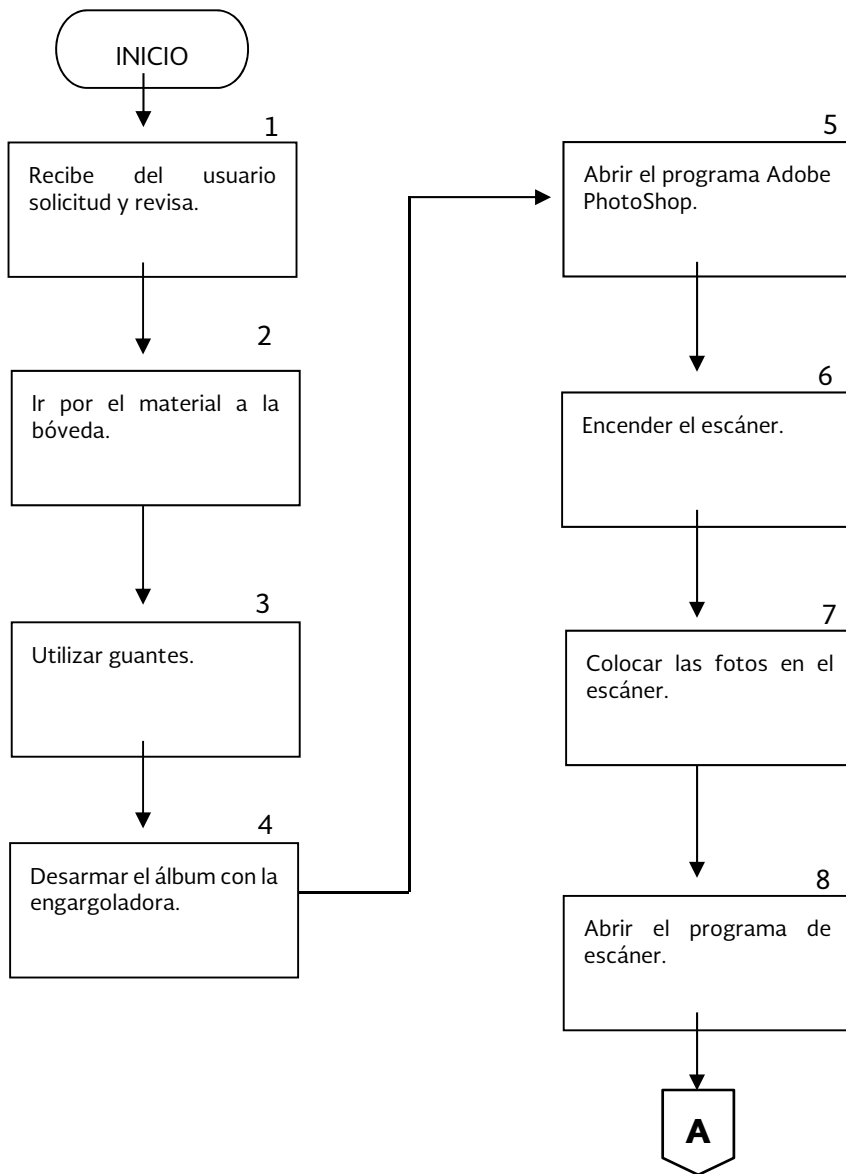 INICIO
1
Recibe del usuario
solicitud y revisa.
2
Ir por el material a la
bóveda.
3
Utilizar guantes.
4
Desarmar el álbum con la
engargoladora.
5
Abrir el programa Adobe
PhotoShop.
6
Encender el escáner.
7
Colocar las fotos en el
escáner.
8
Abrir el programa de
escáner.
A